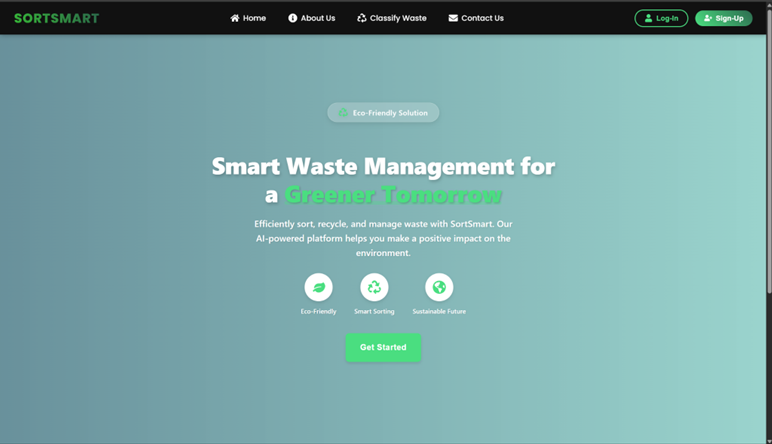 SORTSMART
Home
About Us
Classify Waste
Contact Us
Log-In
Sign-Up
Eco-Friendly Solution
Smart Waste Management for
a Greener Tomorrow
Efficiently sort, recycle, and manage waste with SortSmart. Our
AI-powered platform helps you make a positive impact on the
environment.
Eco-Friendly
Smart Sorting
Sustainable Future
Get Started